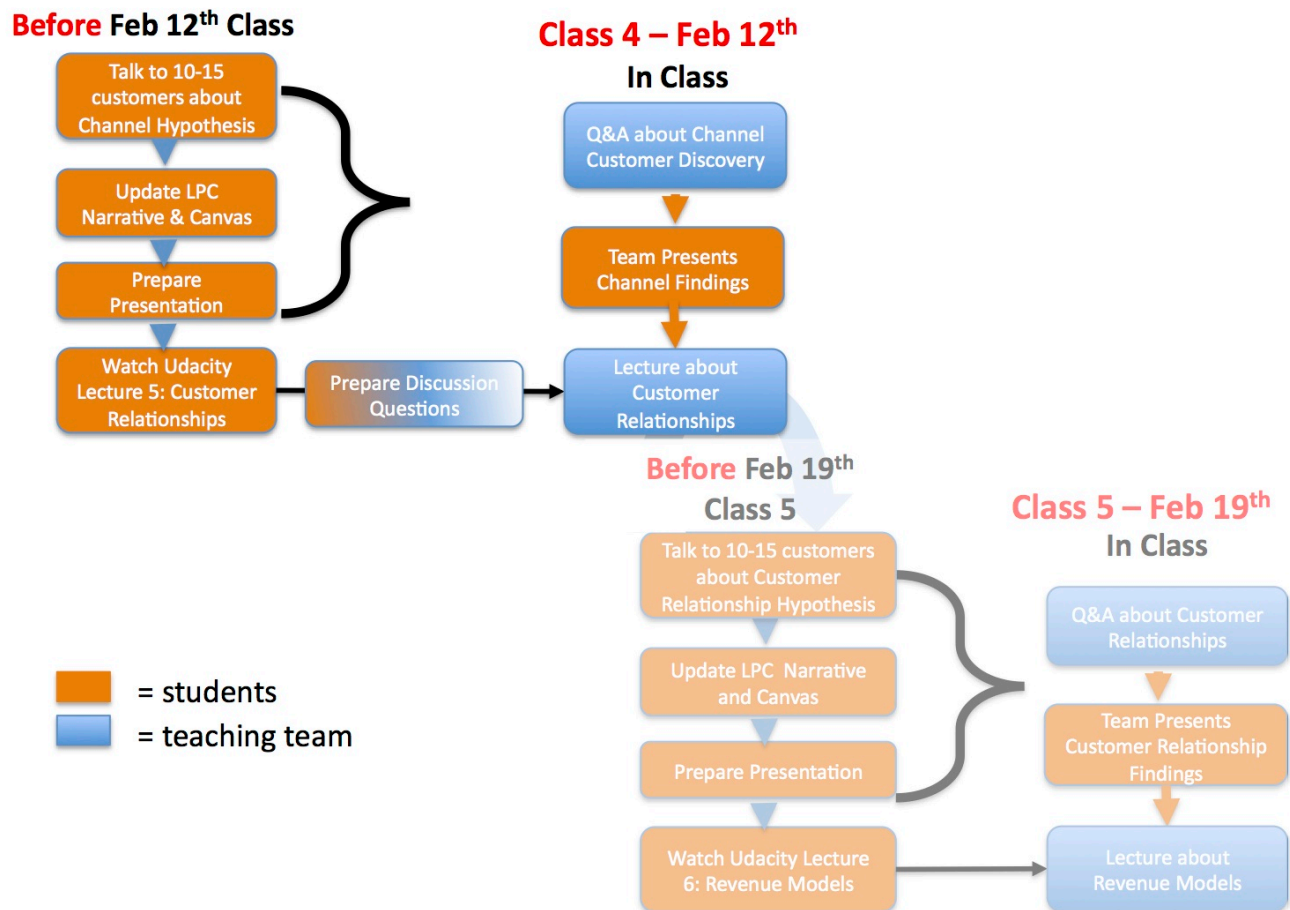 Before Feb 12th Class
Talk to 10-15
customers about
Channel Hypothesis
Update LPC
Narrative & Canvas
Prepare
Presentation
Watch Udacity
Lecture 5: Customer
Relationships
Prepare Discussion
Questions
Class 4 – Feb 12th
In Class
Q&A about Channel
Customer Discovery
Team Presents
Channel Findings
Lecture about
Customer
Relationships
Before Feb 19th
Class 5
Talk to 10-15 customers
about Customer
Relationship Hypothesis
Update LPC  Narrative
and Canvas
Prepare Presentation
Watch Udacity Lecture
6: Revenue Models
Class 5 – Feb 19th
In Class
Q&A about Customer
Relationships
Team Presents
Customer Relationship
Findings
Lecture about
Revenue Models
= students
= teaching team